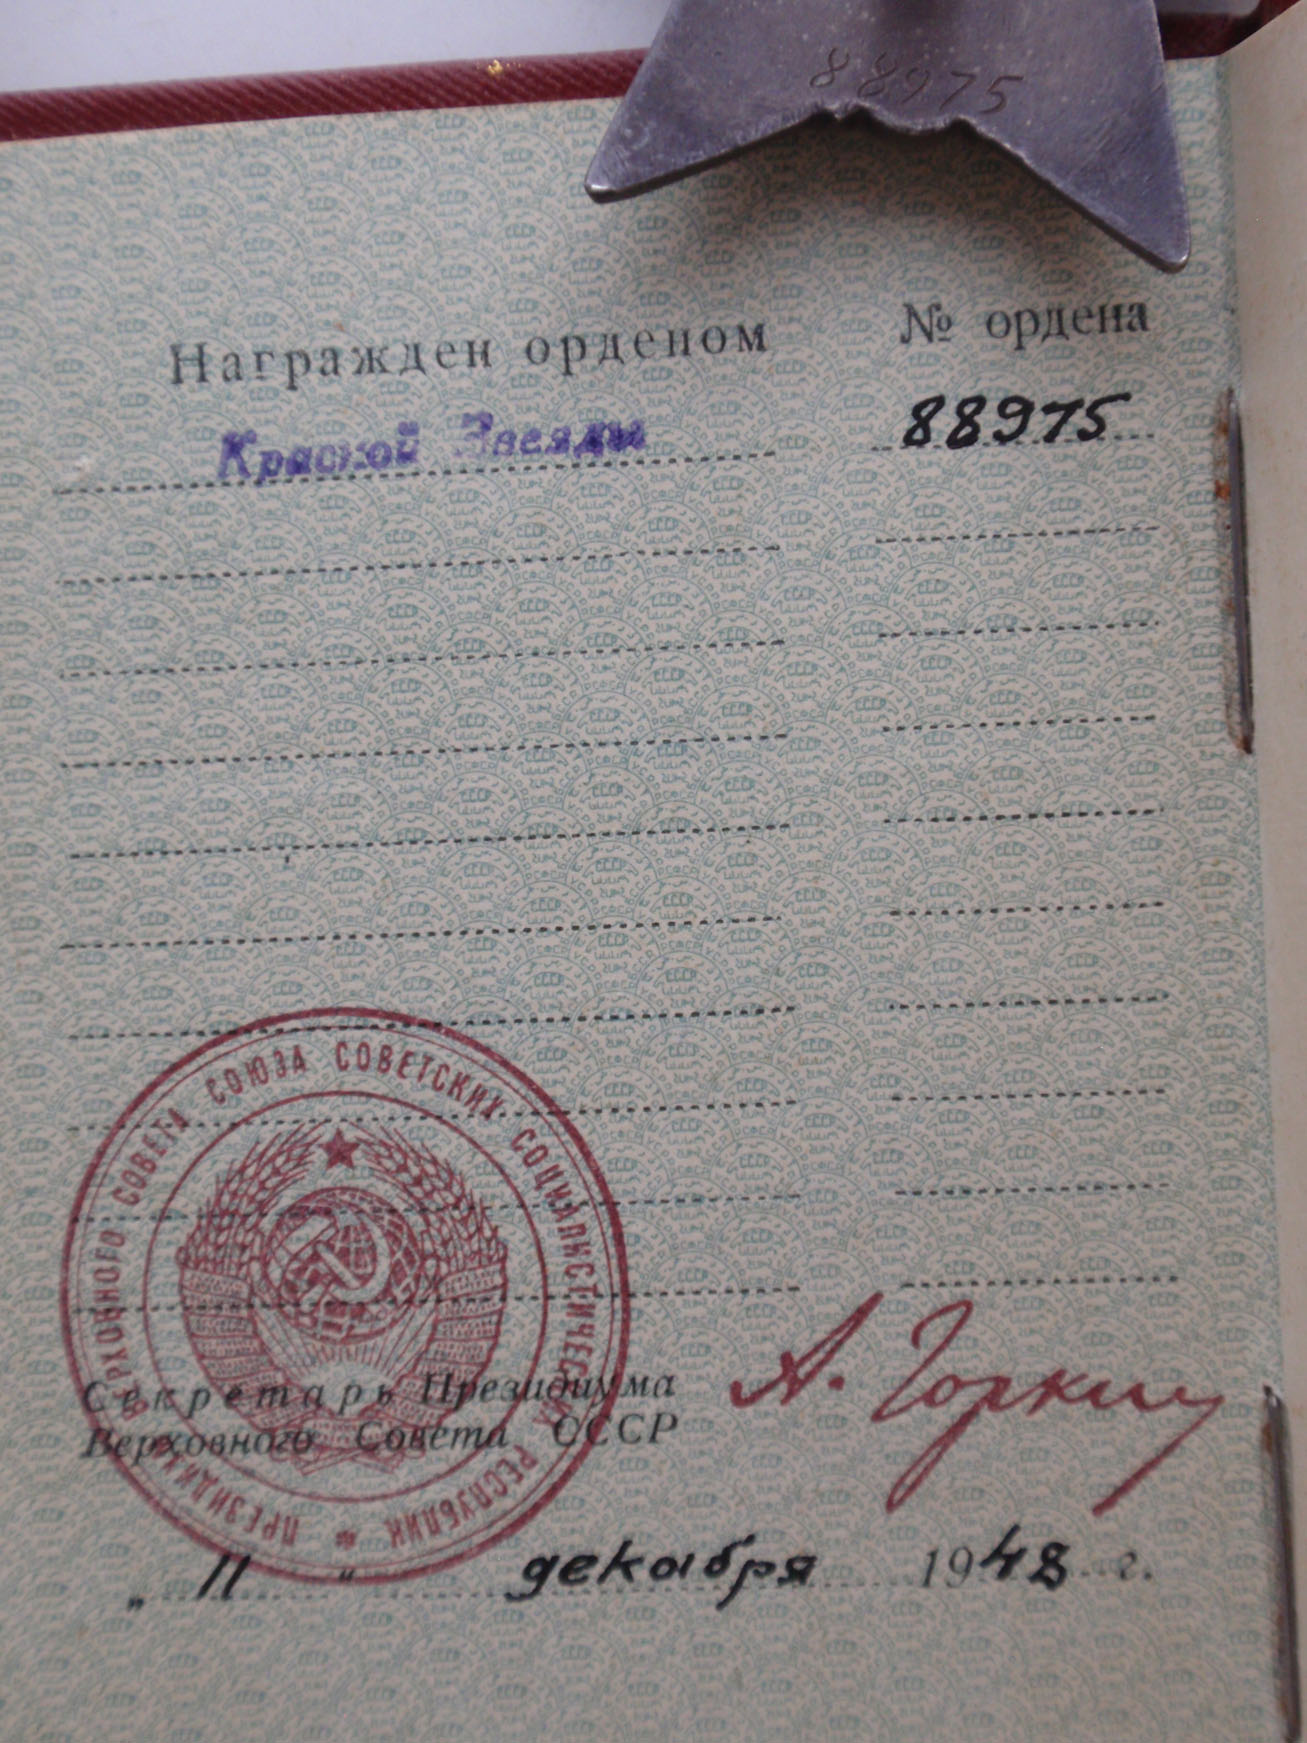 88975
Награжден орденом № ордена
Красной Звезды 88975
ПРЕЗИДИУМ ВЕРХОВНОГО СОВЕТА СОЮЗА СОВЕТСКИХ СОЦИАЛИСТИЧЕСКИХ РЕСПУБЛИК *
Секретарь Президиума
Верховного Совета СССР
А. Горкин
„ 11 " декабря 1948 г.